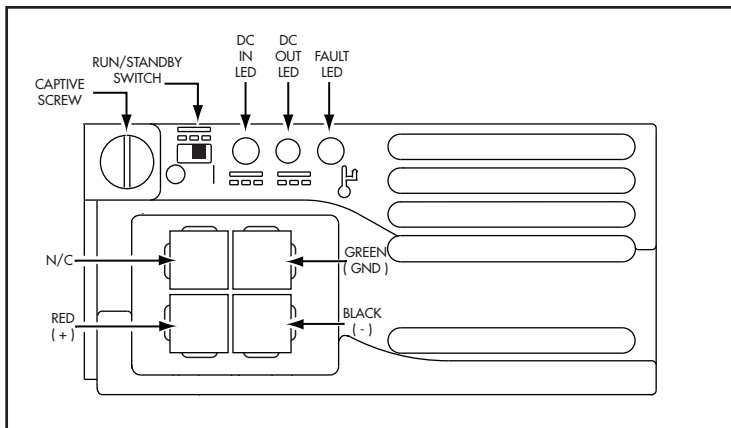 DC
IN
LED
DC
OUT
LED
FAULT
LED
RUN/STANDBY
SWITCH
CAPTIVE
SCREW
N/C
GREEN
( GND )
RED
( + )
BLACK
( - )